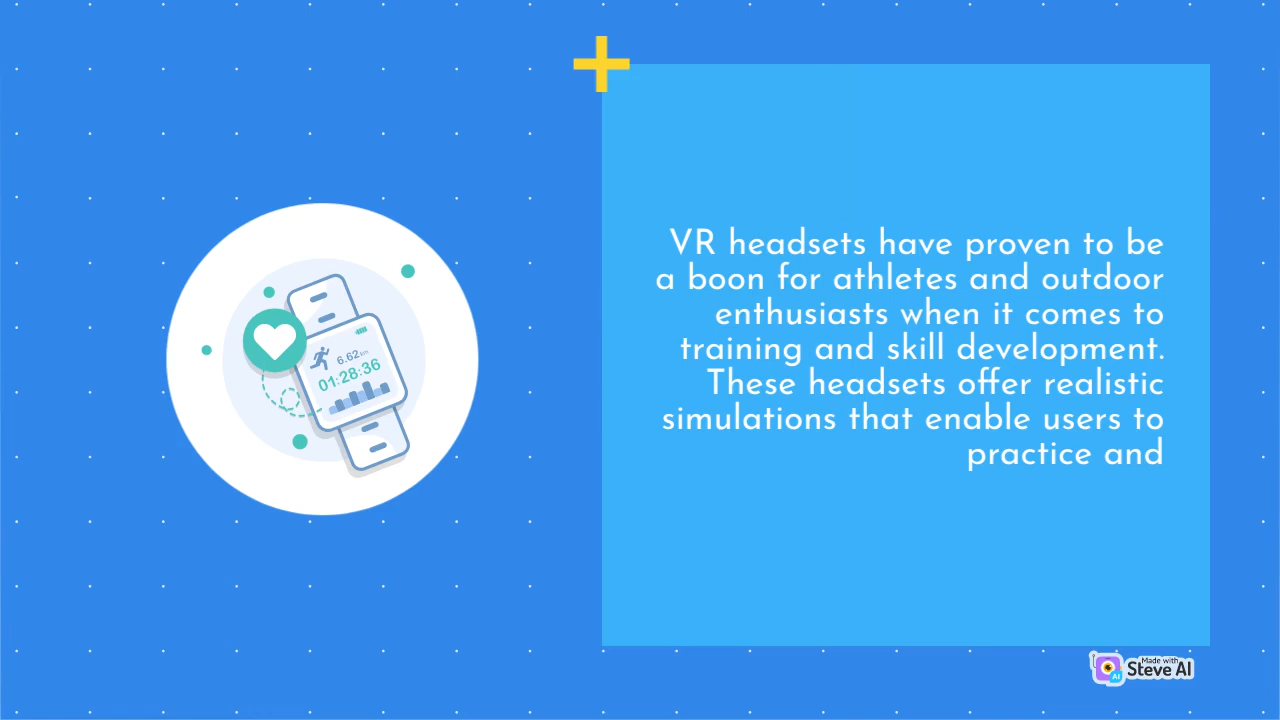 6.62km
01:28:36
VR headsets have proven to be
a boon for athletes and outdoor
enthusiasts when it comes to
training and skill development.
These headsets offer realistic
simulations that enable users to
practice and
Made with
Steve AI
AI